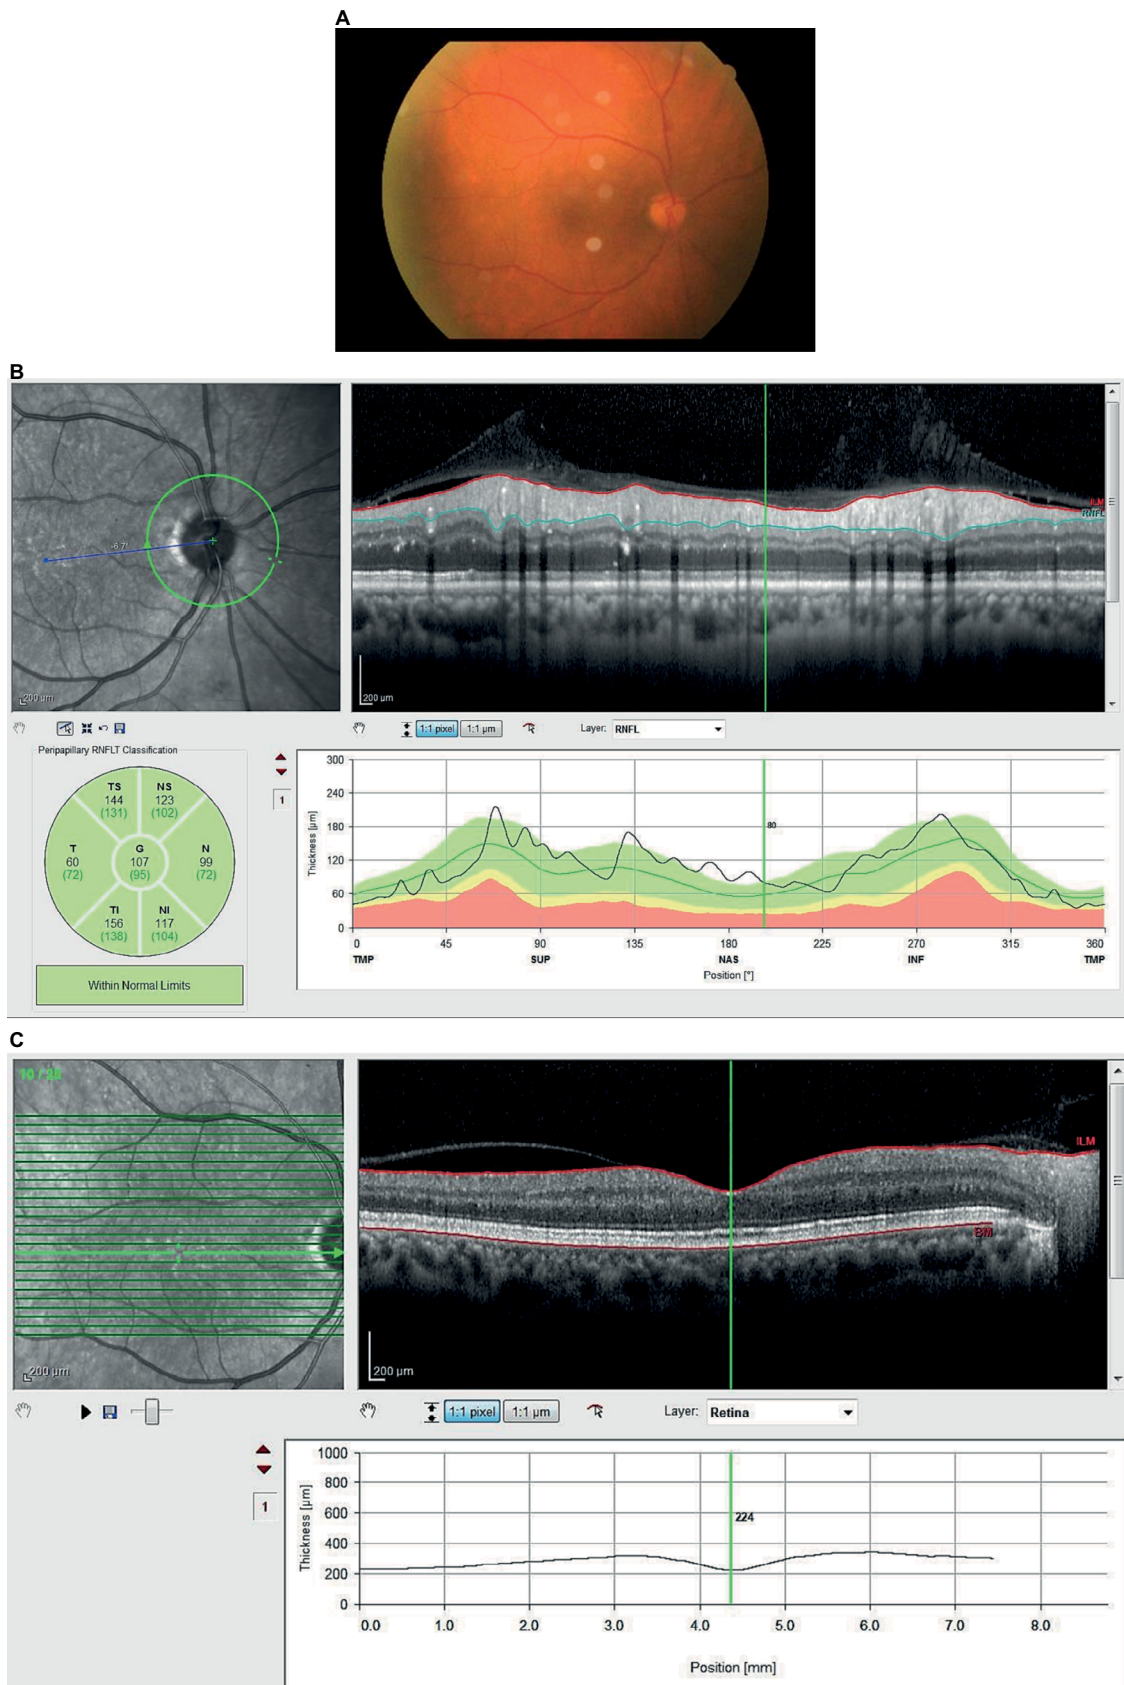 A
B
-6.7°
200 µm
ILM
RNFL
200 µm
1:1 pixel
1:1 µm
Layer:
RNFL
Peripapillary RNFLT Classification
TS
144
(131)
NS
123
(102)
T
60
(72)
G
107
(95)
N
99
(72)
TI
156
(138)
NI
117
(104)
Within Normal Limits
1
Thickness [µm]
300
240
180
120
60
0
80
0 45 90 135 180 225 270 315 360
TMP SUP NAS INF TMP
Position [°]
C
200 µm
ILM
BM
200 µm
1:1 pixel
1:1 µm
Layer:
Retina
1
Thickness [µm]
1000
800
600
400
200
0
224
0.0 1.0 2.0 3.0 4.0 5.0 6.0 7.0 8.0
Position [mm]